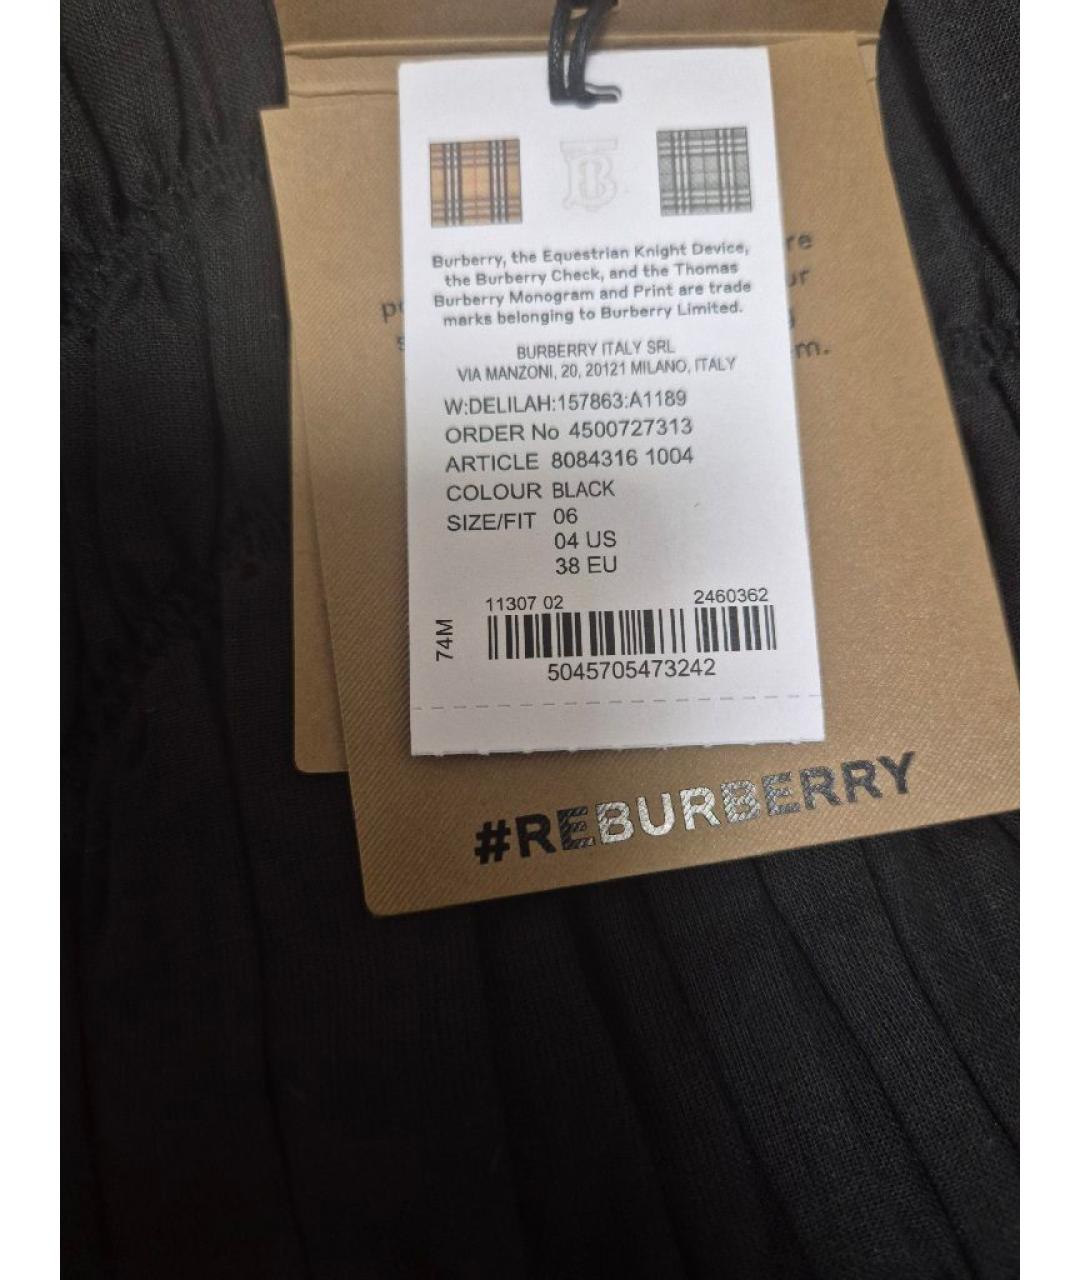 Burberry, the Equestrian Knight Device,
the Burberry Check, and the Thomas
Burberry Monogram and Print are trade
marks belonging to Burberry Limited.
BURBERRY ITALY SRL
VIA MANZONI, 20, 20121 MILANO, ITALY
W:DELILAH:157863:A1189
ORDER No 4500727313
ARTICLE 8084316 1004
COLOUR BLACK
SIZE/FIT 06
04 US
38 EU
11307 02 2460362
74M
5045705473242
#REBURBERRY